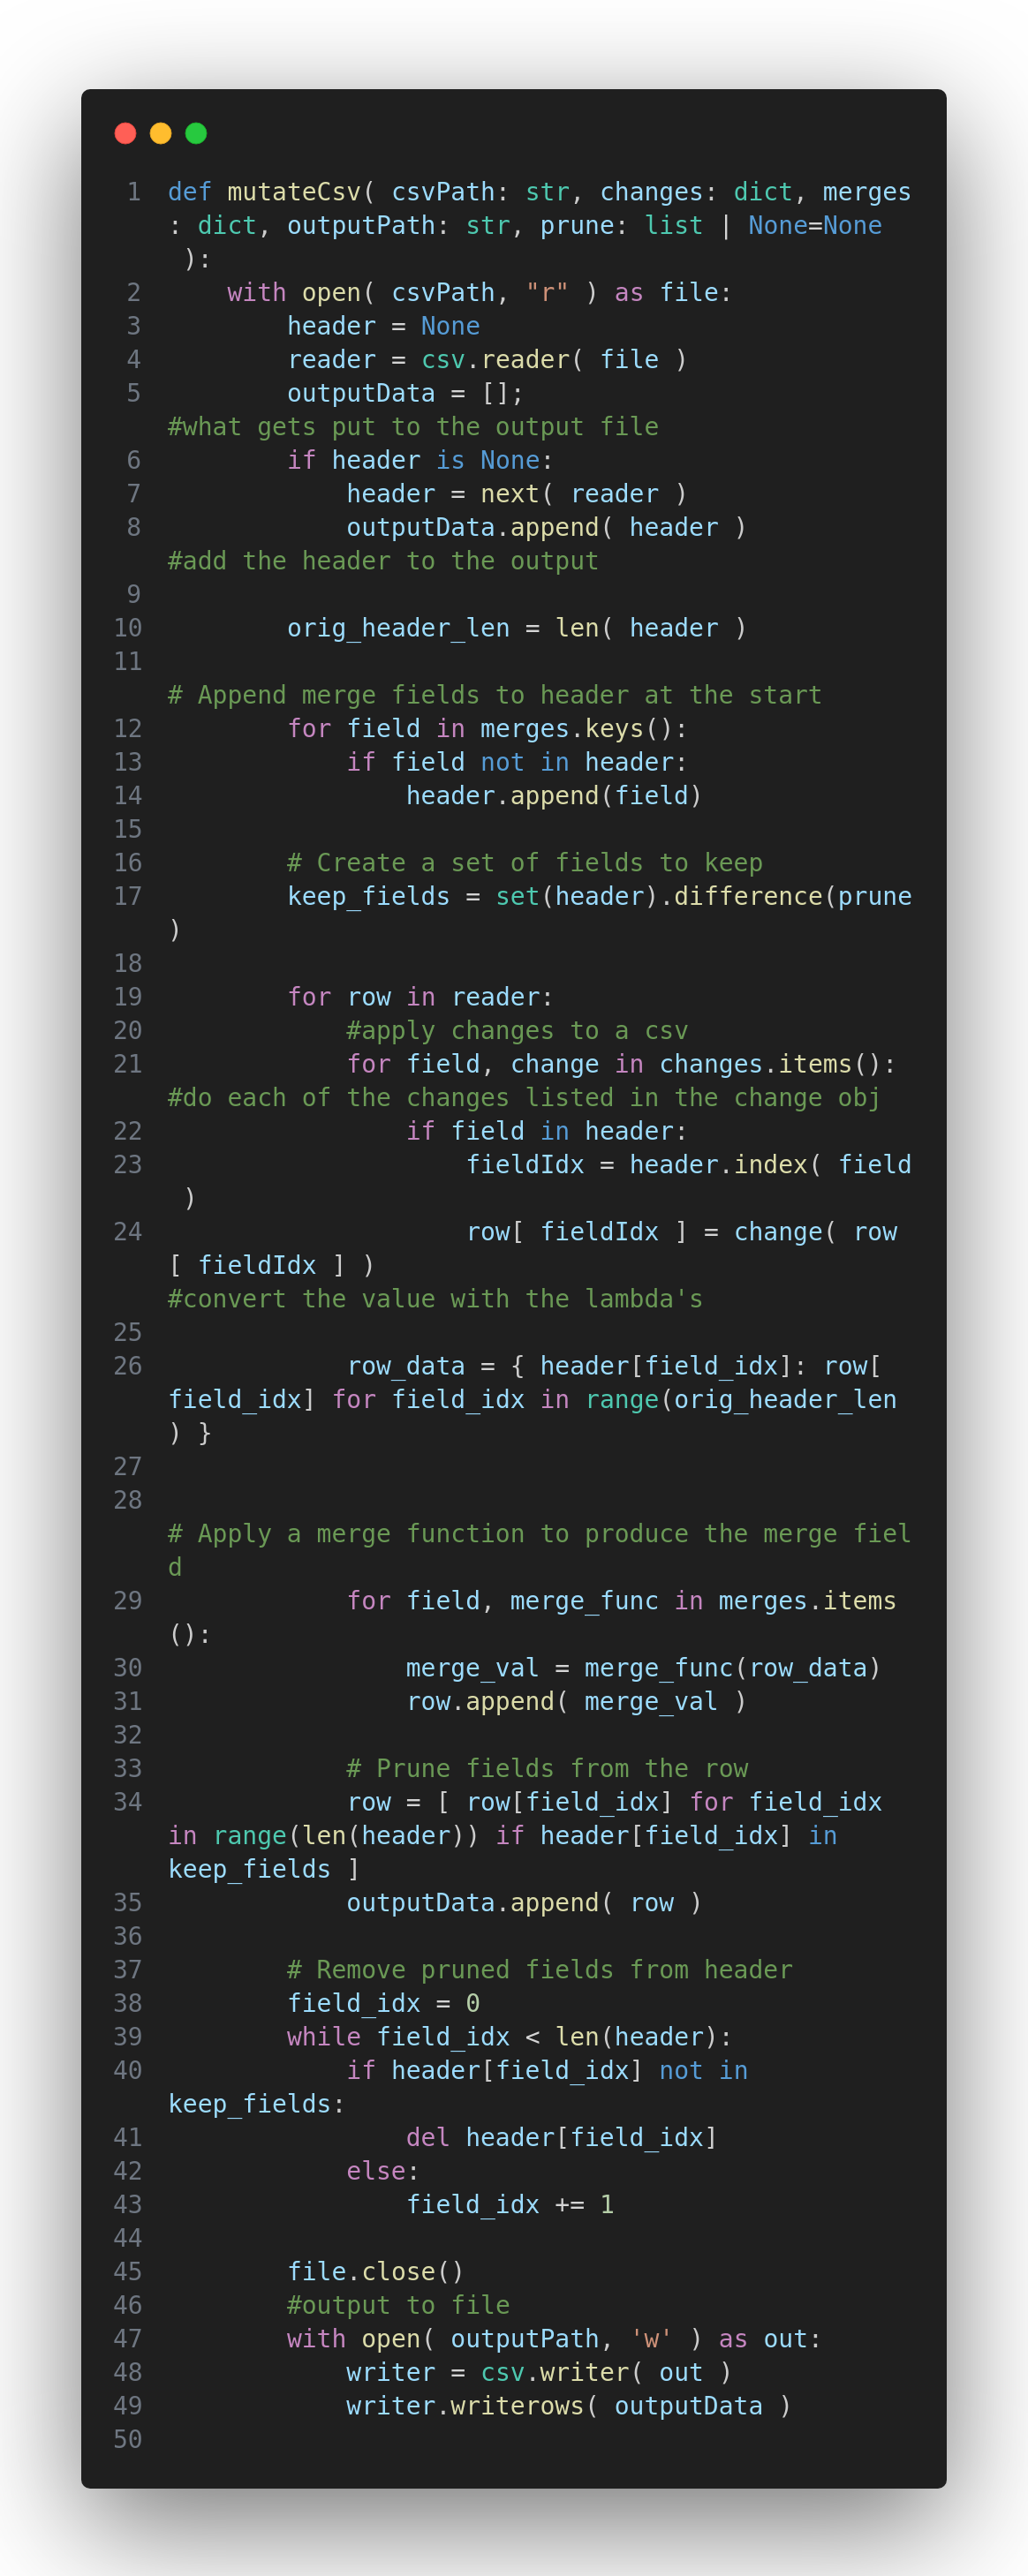 1 def mutateCsv( csvPath: str, changes: dict, merges
: dict, outputPath: str, prune: list | None=None
 ):
2     with open( csvPath, "r" ) as file:
3         header = None
4         reader = csv.reader( file )
5         outputData = [];
#what gets put to the output file
6         if header is None:
7             header = next( reader )
8             outputData.append( header )
#add the header to the output
9
10         orig_header_len = len( header )
11
# Append merge fields to header at the start
12         for field in merges.keys():
13             if field not in header:
14                 header.append(field)
15
16         # Create a set of fields to keep
17         keep_fields = set(header).difference(prune
)
18
19         for row in reader:
20             #apply changes to a csv
21             for field, change in changes.items():
#do each of the changes listed in the change obj
22                 if field in header:
23                     fieldIdx = header.index( field
 )
24                     row[ fieldIdx ] = change( row
[ fieldIdx ] )
#convert the value with the lambda's
25
26             row_data = { header[field_idx]: row[
field_idx] for field_idx in range(orig_header_len
) }
27
28
# Apply a merge function to produce the merge fiel
d
29             for field, merge_func in merges.items
():
30                 merge_val = merge_func(row_data)
31                 row.append( merge_val )
32
33             # Prune fields from the row
34             row = [ row[field_idx] for field_idx
in range(len(header)) if header[field_idx] in
keep_fields ]
35             outputData.append( row )
36
37         # Remove pruned fields from header
38         field_idx = 0
39         while field_idx < len(header):
40             if header[field_idx] not in
keep_fields:
41                 del header[field_idx]
42             else:
43                 field_idx += 1
44
45         file.close()
46         #output to file
47         with open( outputPath, 'w' ) as out:
48             writer = csv.writer( out )
49             writer.writerows( outputData )
50